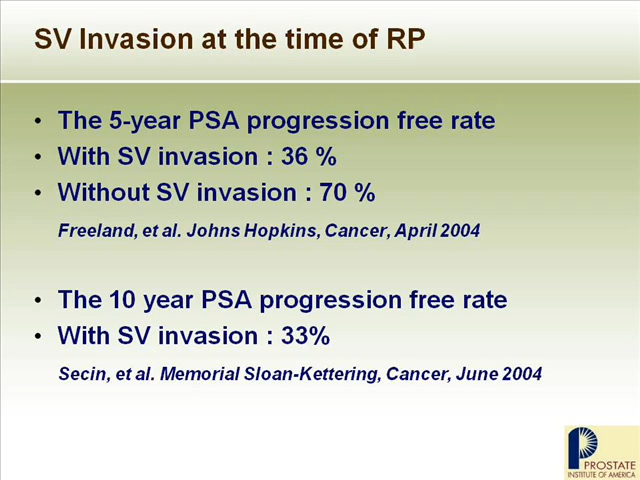 SV Invasion at the time of RP
• The 5-year PSA progression free rate
• With SV invasion : 36 %
• Without SV invasion : 70 %
Freeland, et al. Johns Hopkins, Cancer, April 2004
• The 10 year PSA progression free rate
• With SV invasion : 33%
Secin, et al. Memorial Sloan-Kettering, Cancer, June 2004
PROSTATE
INSTITUTE OF AMERICA